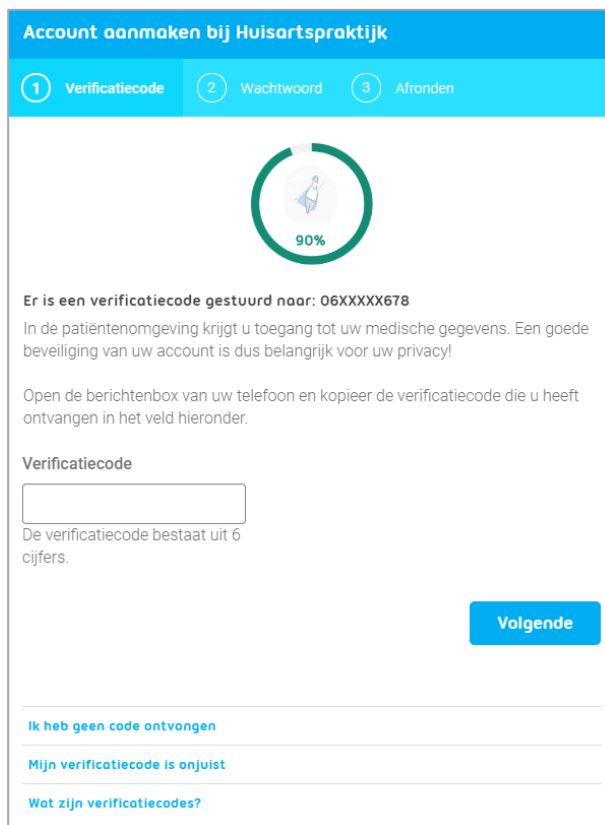 Account aanmaken bij Huisartspraktijk
1 Verificatiecode 2 Wachtwoord 3 Afronden
90%
Er is een verificatiecode gestuurd naar: 06XXXXX678
In de patiëntenomgeving krijgt u toegang tot uw medische gegevens. Een goede
beveiliging van uw account is dus belangrijk voor uw privacy!
Open de berichtenbox van uw telefoon en kopieer de verificatiecode die u heeft
ontvangen in het veld hieronder.
Verificatiecode
De verificatiecode bestaat uit 6
cijfers.
Volgende
Ik heb geen code ontvangen
Mijn verificatiecode is onjuist
Wat zijn verificatiecodes?